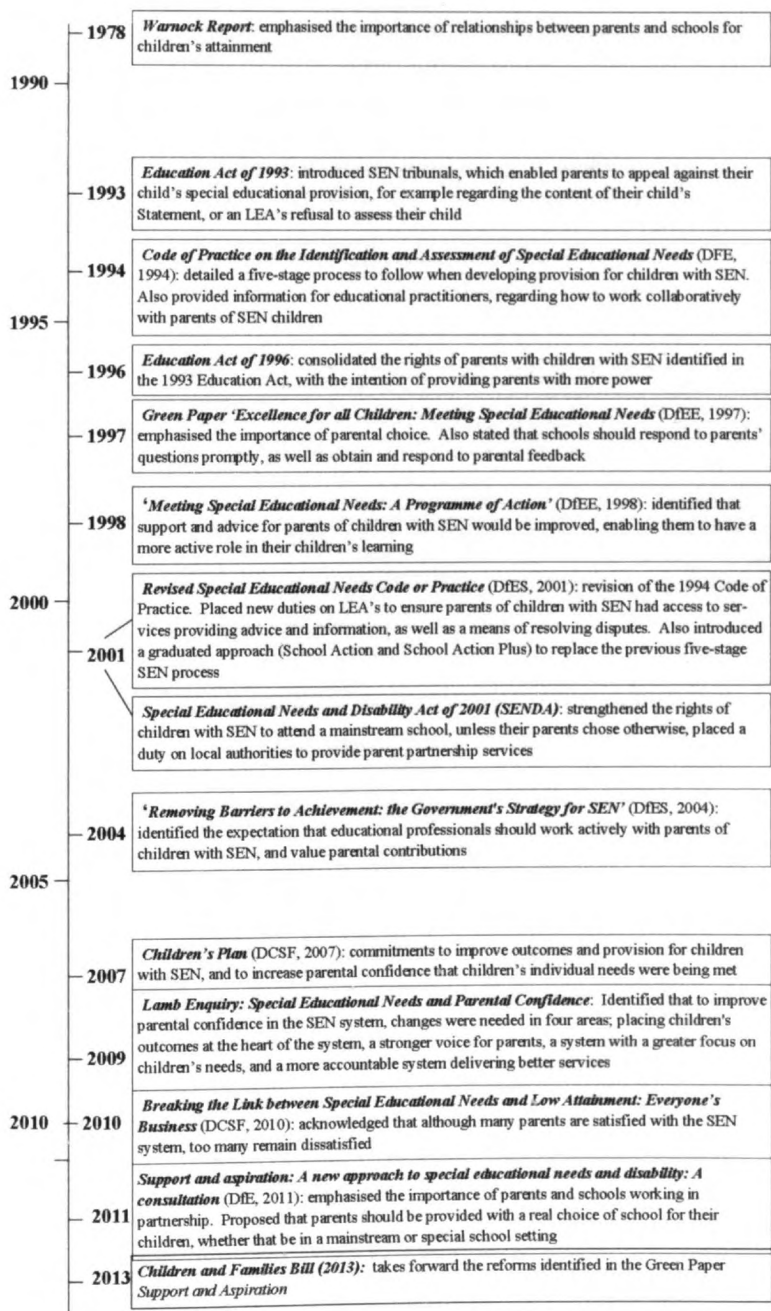 1978
Warnock Report: emphasised the importance of relationships between parents and schools for
children's attainment
1990
1993
Education Act of 1993: introduced SEN tribunals, which enabled parents to appeal against their
child's special educational provision, for example regarding the content of their child's
Statement, or an LEA's refusal to assess their child
1994
Code of Practice on the Identification and Assessment of Special Educational Needs (DFE,
1994): detailed a five-stage process to follow when developing provision for children with SEN.
Also provided information for educational practitioners, regarding how to work collaboratively
with parents of SEN children
1995
1996
Education Act of 1996: consolidated the rights of parents with children with SEN identified in
the 1993 Education Act, with the intention of providing parents with more power
1997
Green Paper 'Excellence for all Children: Meeting Special Educational Needs (DfEE, 1997):
emphasised the importance of parental choice. Also stated that schools should respond to parents'
questions promptly, as well as obtain and respond to parental feedback
1998
'Meeting Special Educational Needs: A Programme of Action' (DfEE, 1998): identified that
support and advice for parents of children with SEN would be improved, enabling them to have a
more active role in their children's learning
2000
2001
Revised Special Educational Needs Code or Practice (DfES, 2001): revision of the 1994 Code of
Practice. Placed new duties on LEA's to ensure parents of children with SEN had access to ser-
vices providing advice and information, as well as a means of resolving disputes. Also introduced
a graduated approach (School Action and School Action Plus) to replace the previous five-stage
SEN process
Special Educational Needs and Disability Act of 2001 (SENDA): strengthened the rights of
children with SEN to attend a mainstream school, unless their parents chose otherwise, placed a
duty on local authorities to provide parent partnership services
2004
'Removing Barriers to Achievement: the Government's Strategy for SEN' (DfES, 2004):
identified the expectation that educational professionals should work actively with parents of
children with SEN, and value parental contributions
2005
2007
Children's Plan (DCSF, 2007): commitments to improve outcomes and provision for children
with SEN, and to increase parental confidence that children's individual needs were being met
2009
Lamb Enquiry: Special Educational Needs and Parental Confidence: Identified that to improve
parental confidence in the SEN system, changes were needed in four areas; placing children's
outcomes at the heart of the system, a stronger voice for parents, a system with a greater focus on
children's needs, and a more accountable system delivering better services
2010
2010
Breaking the Link between Special Educational Needs and Low Attainment: Everyone's
Business (DCSF, 2010): acknowledged that although many parents are satisfied with the SEN
system, too many remain dissatisfied
2011
Support and aspiration: A new approach to special educational needs and disability: A
consultation (DfE, 2011): emphasised the importance of parents and schools working in
partnership. Proposed that parents should be provided with a real choice of school for their
children, whether that be in a mainstream or special school setting
2013
Children and Families Bill (2013): takes forward the reforms identified in the Green Paper
Support and Aspiration